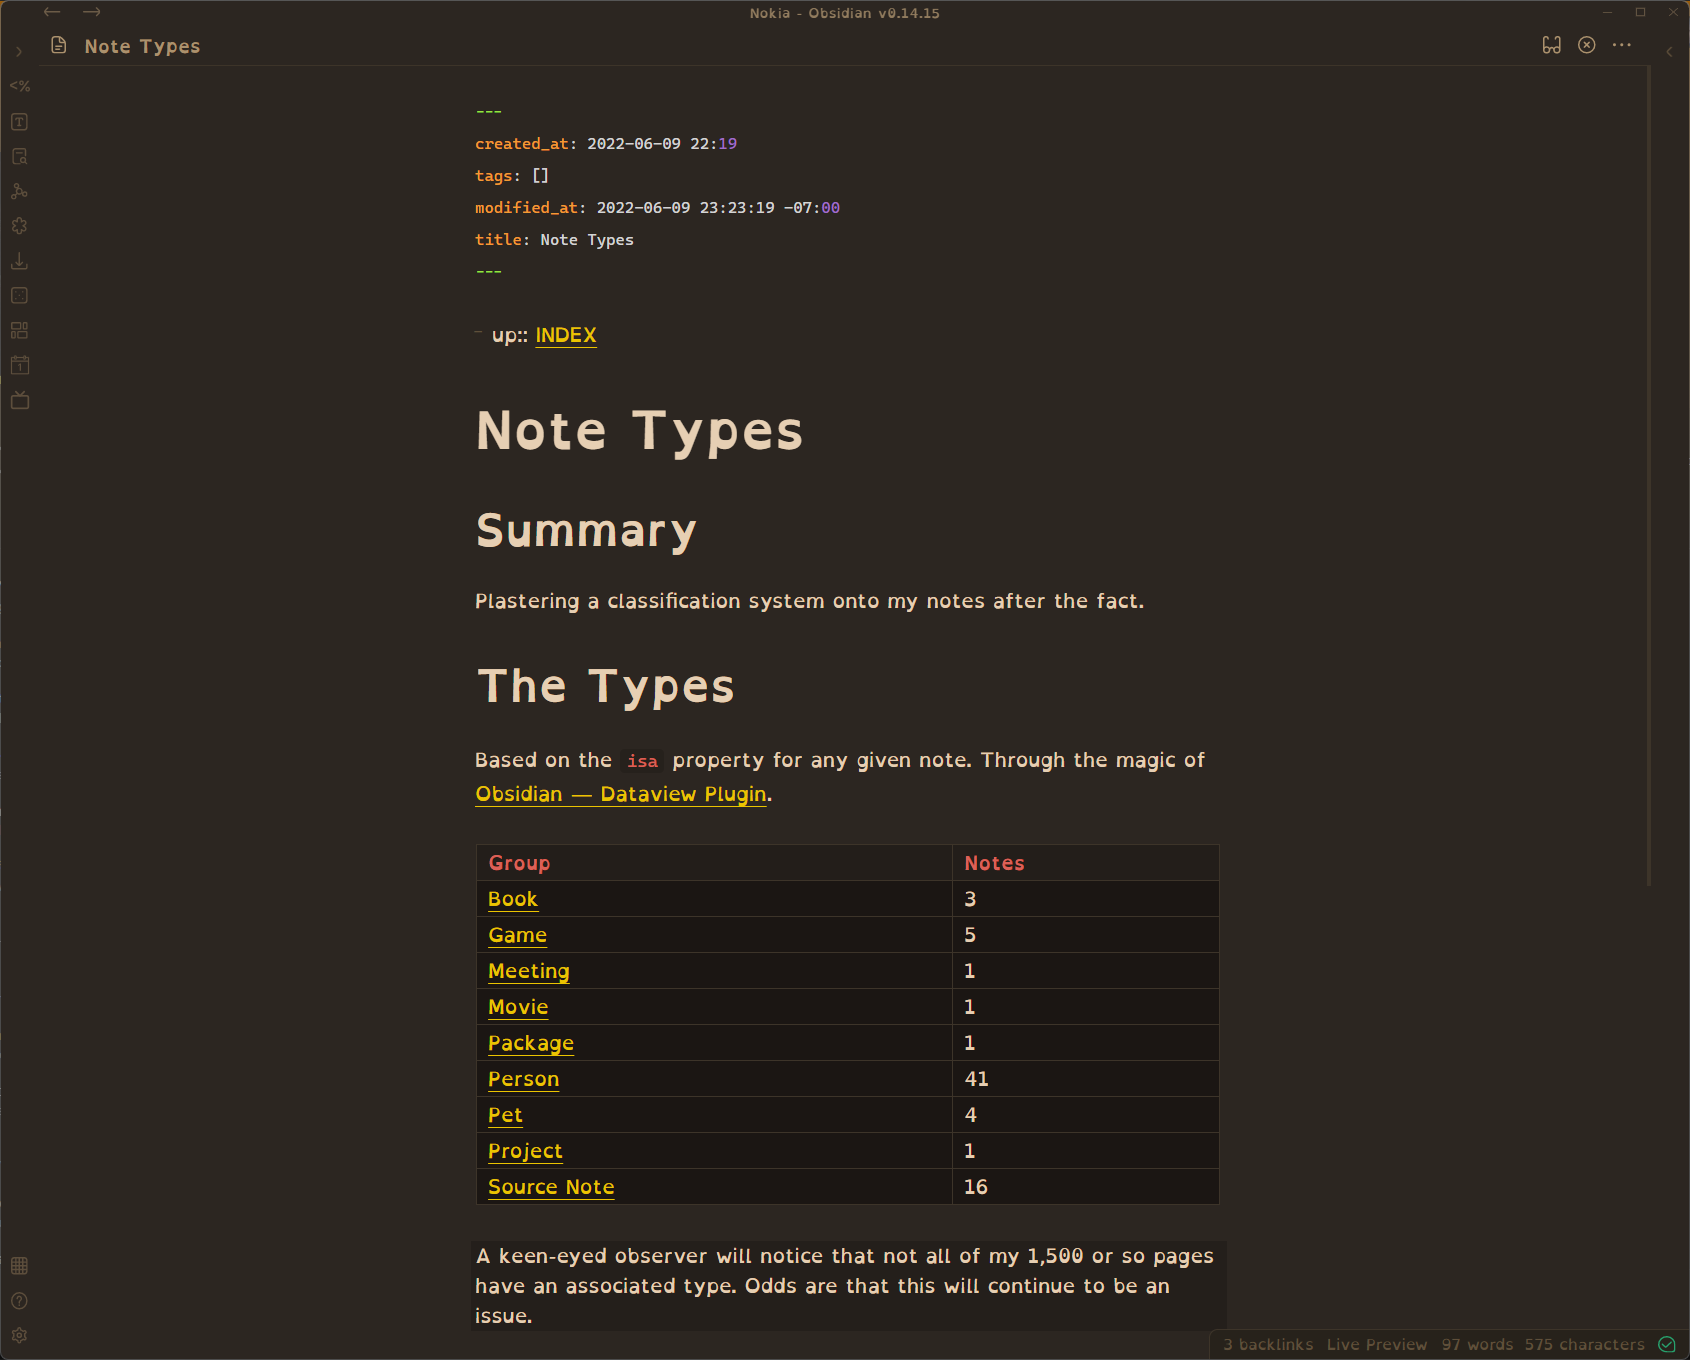 Nokia - Obsidian v0.14.15
Note Types
<%
---
created_at: 2022-06-09 22:19
tags: []
modified_at: 2022-06-09 23:23:19 -07:00
title: Note Types
---
- up:: INDEX
Note Types
Summary
Plastering a classification system onto my notes after the fact.
The Types
Based on the isa property for any given note. Through the magic of
Obsidian — Dataview Plugin.
Group Notes
Book 3
Game 5
Meeting 1
Movie 1
Package 1
Person 41
Pet 4
Project 1
Source Note 16
A keen-eyed observer will notice that not all of my 1,500 or so pages
have an associated type. Odds are that this will continue to be an
issue.
3 backlinks Live Preview 97 words 575 characters